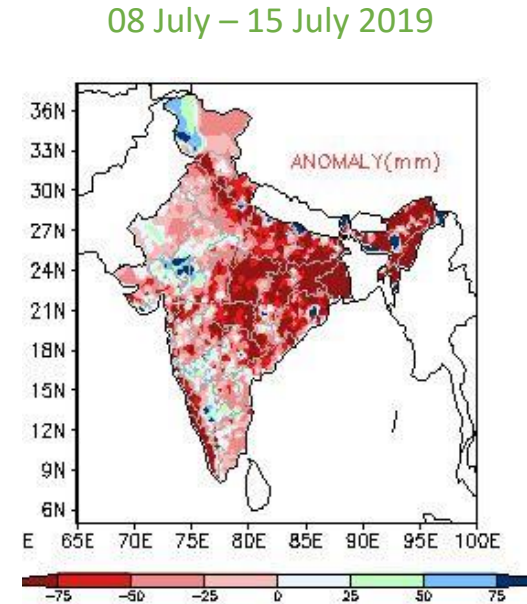 08 July – 15 July 2019
ANOMALY(mm)
36N
33N
30N
27N
24N
21N
18N
15N
12N
9N
6N
E 65E 70E 75E 80E 85E 90E 95E 100E
-75 -50 -25 0 25 50 75